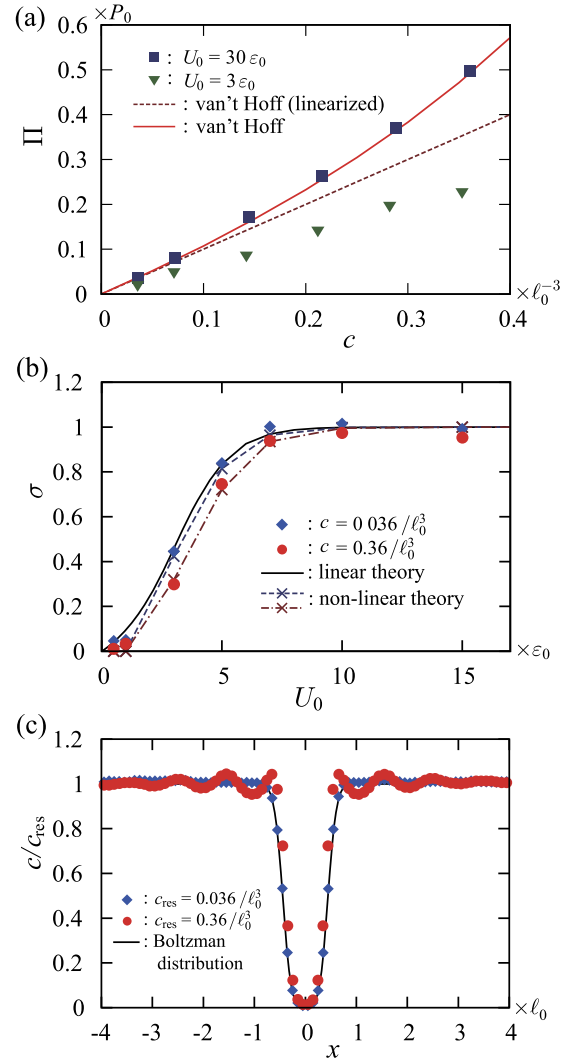 (a)
×P₀
0.6
0.5
0.4
0.3
0.2
0.1
0
Π
: U₀ = 30 ε₀
: U₀ = 3 ε₀
: van't Hoff (linearized)
: van't Hoff
0 0.1 0.2 0.3 0.4
×ℓ₀⁻³
c
(b)
1.2
1
0.8
0.6
0.4
0.2
0
σ
: c = 0 036/ℓ₀³
: c = 0.36/ℓ₀³
: linear theory
: non-linear theory
0 5 10 15
×ε₀
U₀
(c)
1.2
1
0.8
0.6
0.4
0.2
0
c/c_res
: c_res = 0.036/ℓ₀³
: c_res = 0.36/ℓ₀³
: Boltzman
distribution
-4 -3 -2 -1 0 1 2 3 4
×ℓ₀
x